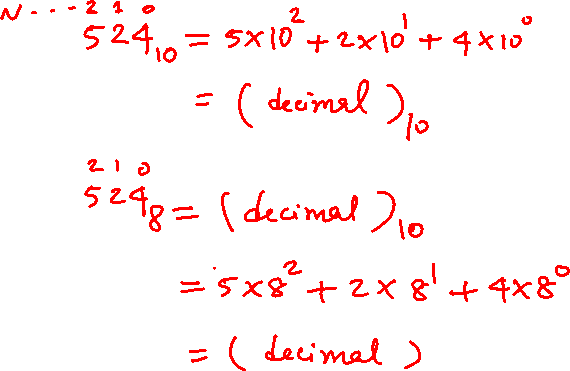 N - - - 2 1 0
524₁₀ = 5×10² + 2×10¹ + 4×10⁰
= ( decimal )₁₀
2 1 0
524₈ = ( decimal )₁₀
= 5×8² + 2×8¹ + 4×8⁰
= ( decimal )